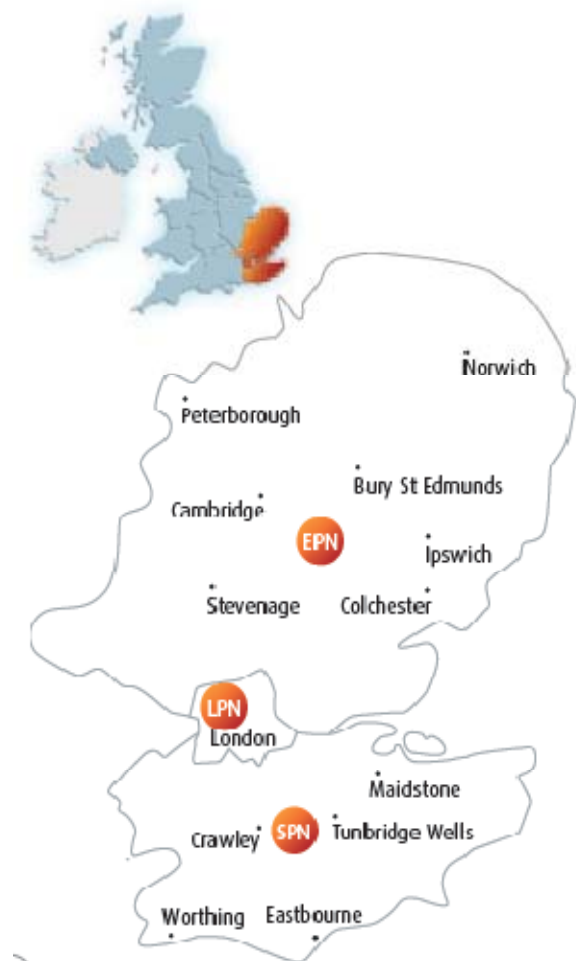 Norwich
Peterborough
Bury St Edmunds
Cambridge
EPN
Ipswich
Stevenage
Colchester
LPN
London
Maidstone
SPN
Crawley
Tunbridge Wells
Worthing
Eastbourne